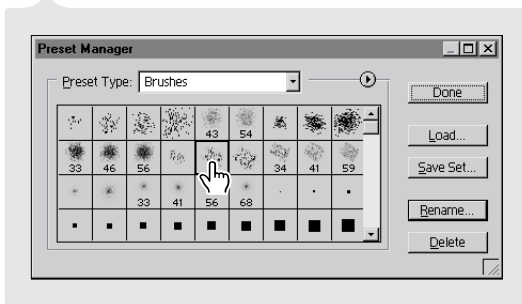 Preset Manager
Preset Type: Brushes
Done
43 54
Load...
33 46 56 34 41 59
Save Set...
33 41 56 68
Rename...
Delete